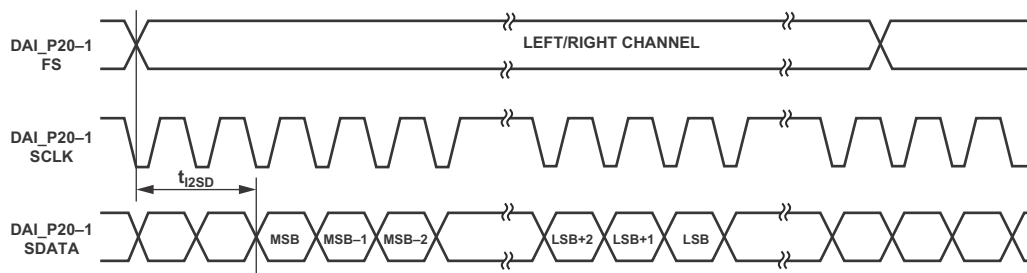 DAI_P20–1
FS
LEFT/RIGHT CHANNEL
DAI_P20–1
SCLK
tI2SD
DAI_P20–1
SDATA
MSB
MSB–1
MSB–2
LSB+2
LSB+1
LSB